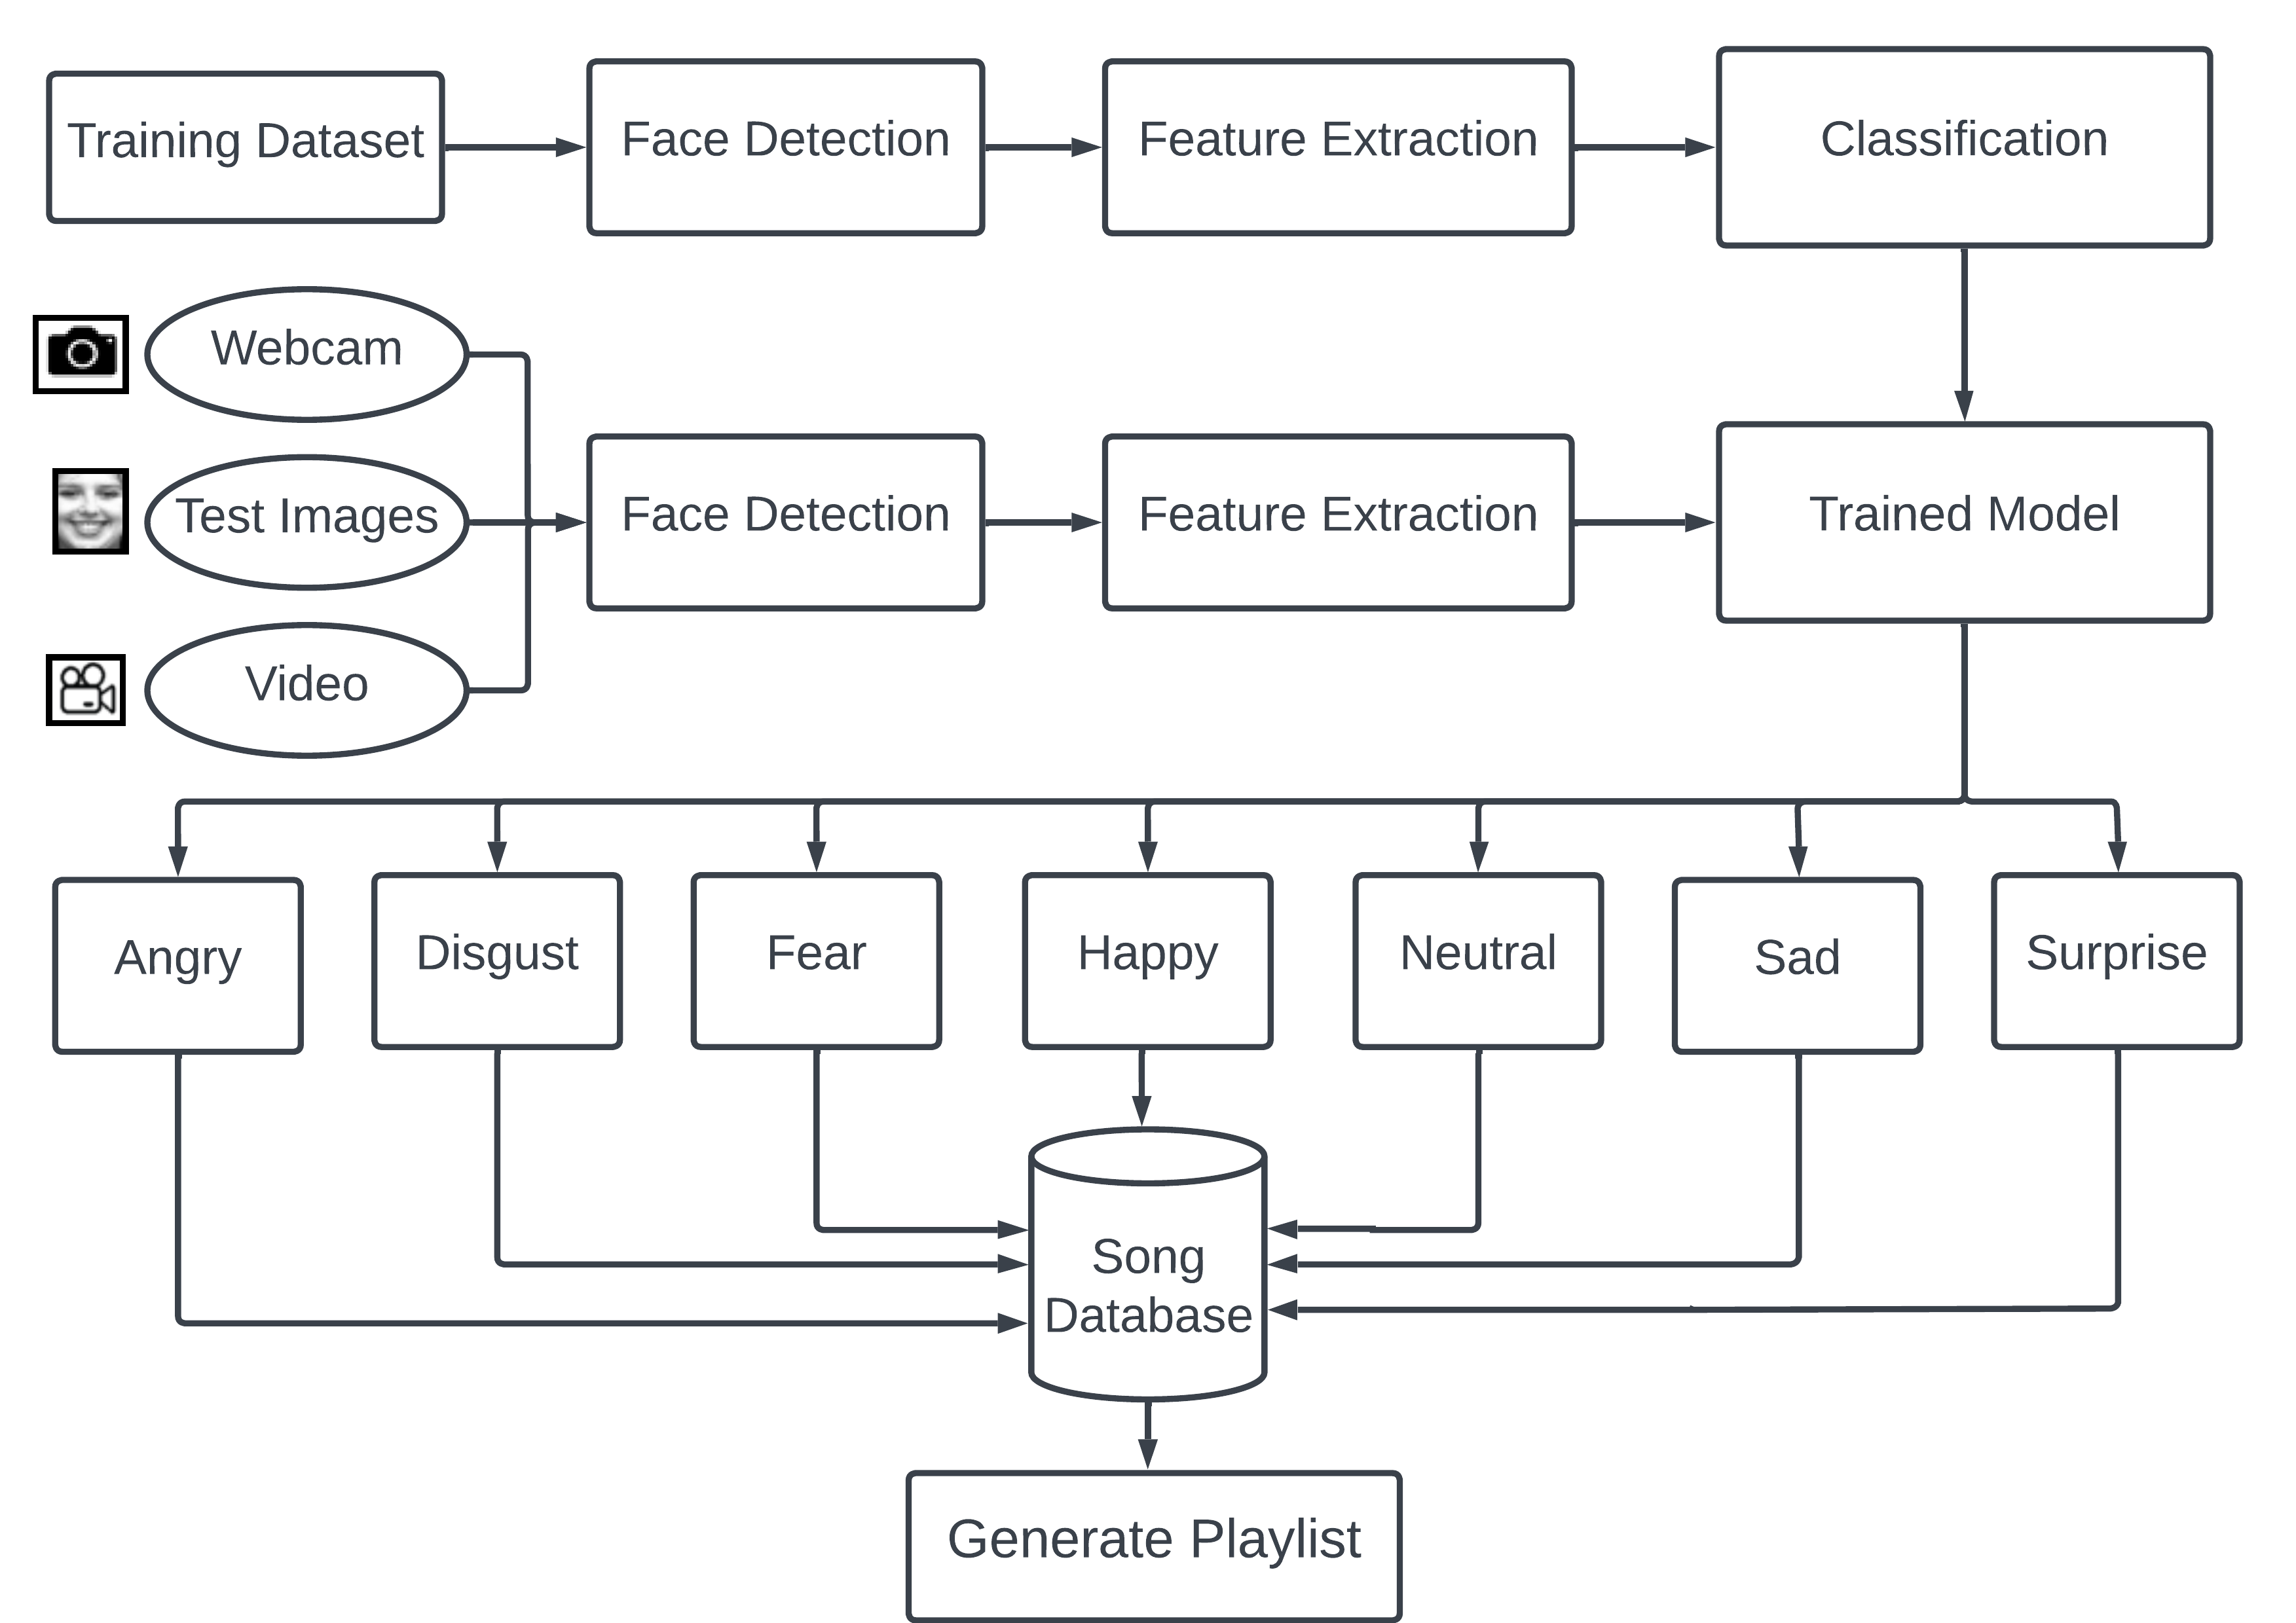 Training Dataset
Face Detection
Feature Extraction
Classification
Webcam
Test Images
Face Detection
Feature Extraction
Trained Model
Video
Angry
Disgust
Fear
Happy
Neutral
Sad
Surprise
Song
Database
Generate Playlist